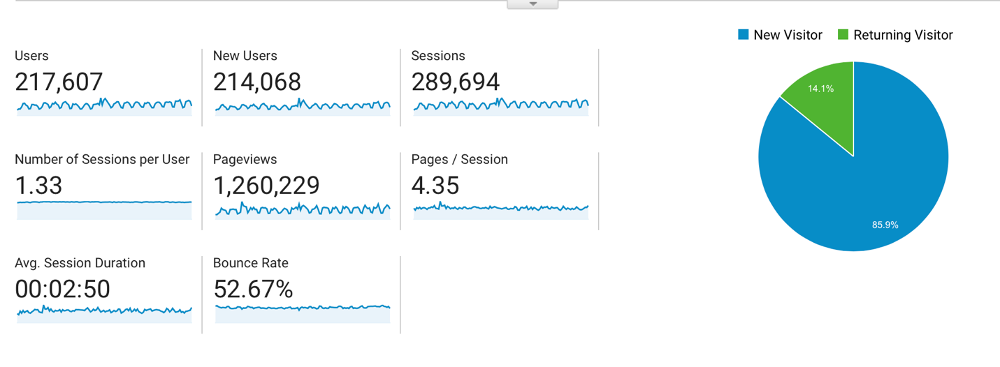 New Visitor
Returning Visitor
Users
217,607
New Users
214,068
Sessions
289,694
Number of Sessions per User
1.33
Pageviews
1,260,229
Pages / Session
4.35
Avg. Session Duration
00:02:50
Bounce Rate
52.67%
14.1%
85.9%